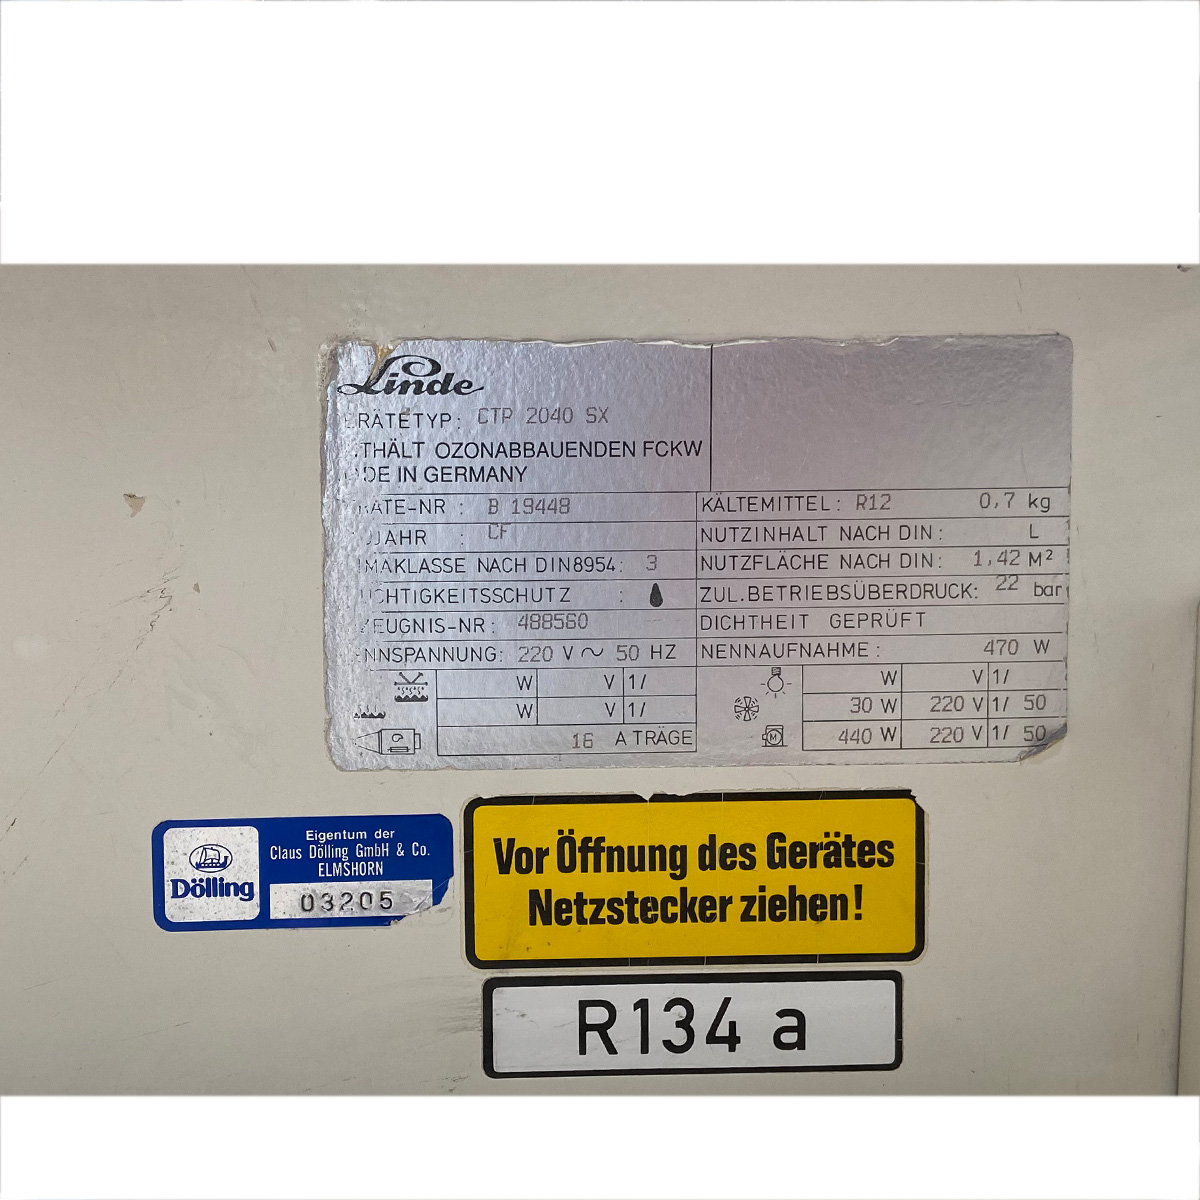 Linde
RÄTETYP: CTP 2040 SX
THÄLT OZONABBAUENDEN FCKW
DE IN GERMANY
ÄTE-NR : B 19448
JAHR : CF
MAKLASSE NACH DIN8954: 3
CHTIGKEITSSCHUTZ :
EUGNIS-NR: 488580
NNSPANNUNG: 220 V ~ 50 HZ
W V 1/
W V 1/
16 A TRÄGE
KÄLTEMITTEL: R12 0,7 kg
NUTZINHALT NACH DIN: L
NUTZFLÄCHE NACH DIN: 1,42 M²
ZUL.BETRIEBSÜBERDRUCK: 22 bar
DICHTHEIT GEPRÜFT
NENNAUFNAHME: 470 W
W V 1/
30 W 220 V 1/ 50
M 440 W 220 V 1/ 50
Dölling
Eigentum der
Claus Dölling GmbH & Co.
ELMSHORN
03205
Vor Öffnung des Gerätes
Netzstecker ziehen!
R134 a